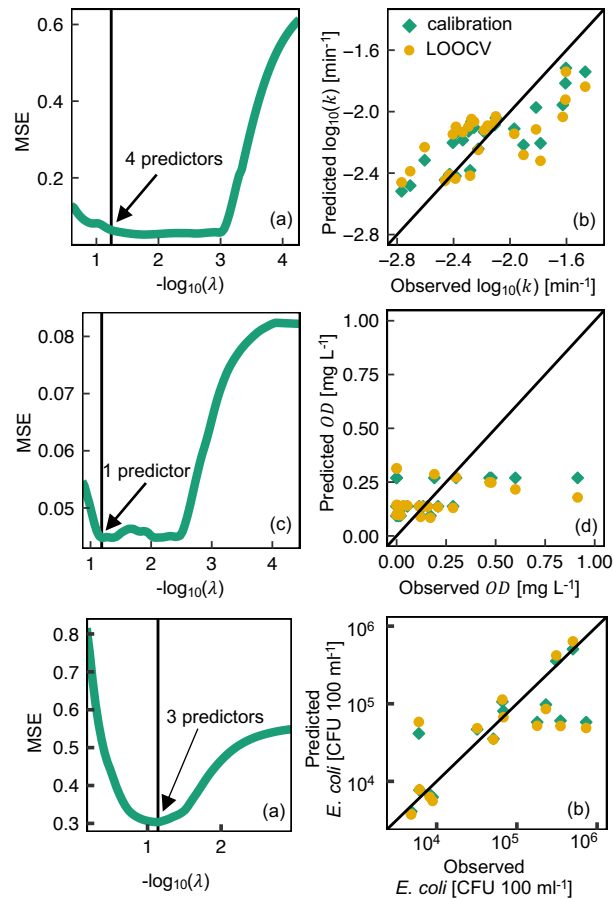 0.6
0.4
0.2
MSE
4 predictors
(a)
1 2 3 4
-log10(λ)
calibration
LOOCV
−1.6
−2.0
−2.4
−2.8
Predicted log10(k) [min-1]
(b)
−2.8 −2.4 −2.0 −1.6
Observed log10(k) [min-1]
0.08
0.07
0.06
0.05
MSE
1 predictor
(c)
1 2 3 4
-log10(λ)
1.00
0.75
0.50
0.25
0.00
Predicted OD
[mg L-1]
(d)
0.00 0.25 0.50 0.75 1.00
Observed OD [mg L-1]
0.8
0.7
0.6
0.5
0.4
0.3
MSE
3 predictors
(a)
1 2
-log10(λ)
10^6
10^5
10^4
Predicted
E. coli [CFU 100 ml-1]
(b)
10^4 10^5 10^6
Observed
E. coli [CFU 100 ml-1]